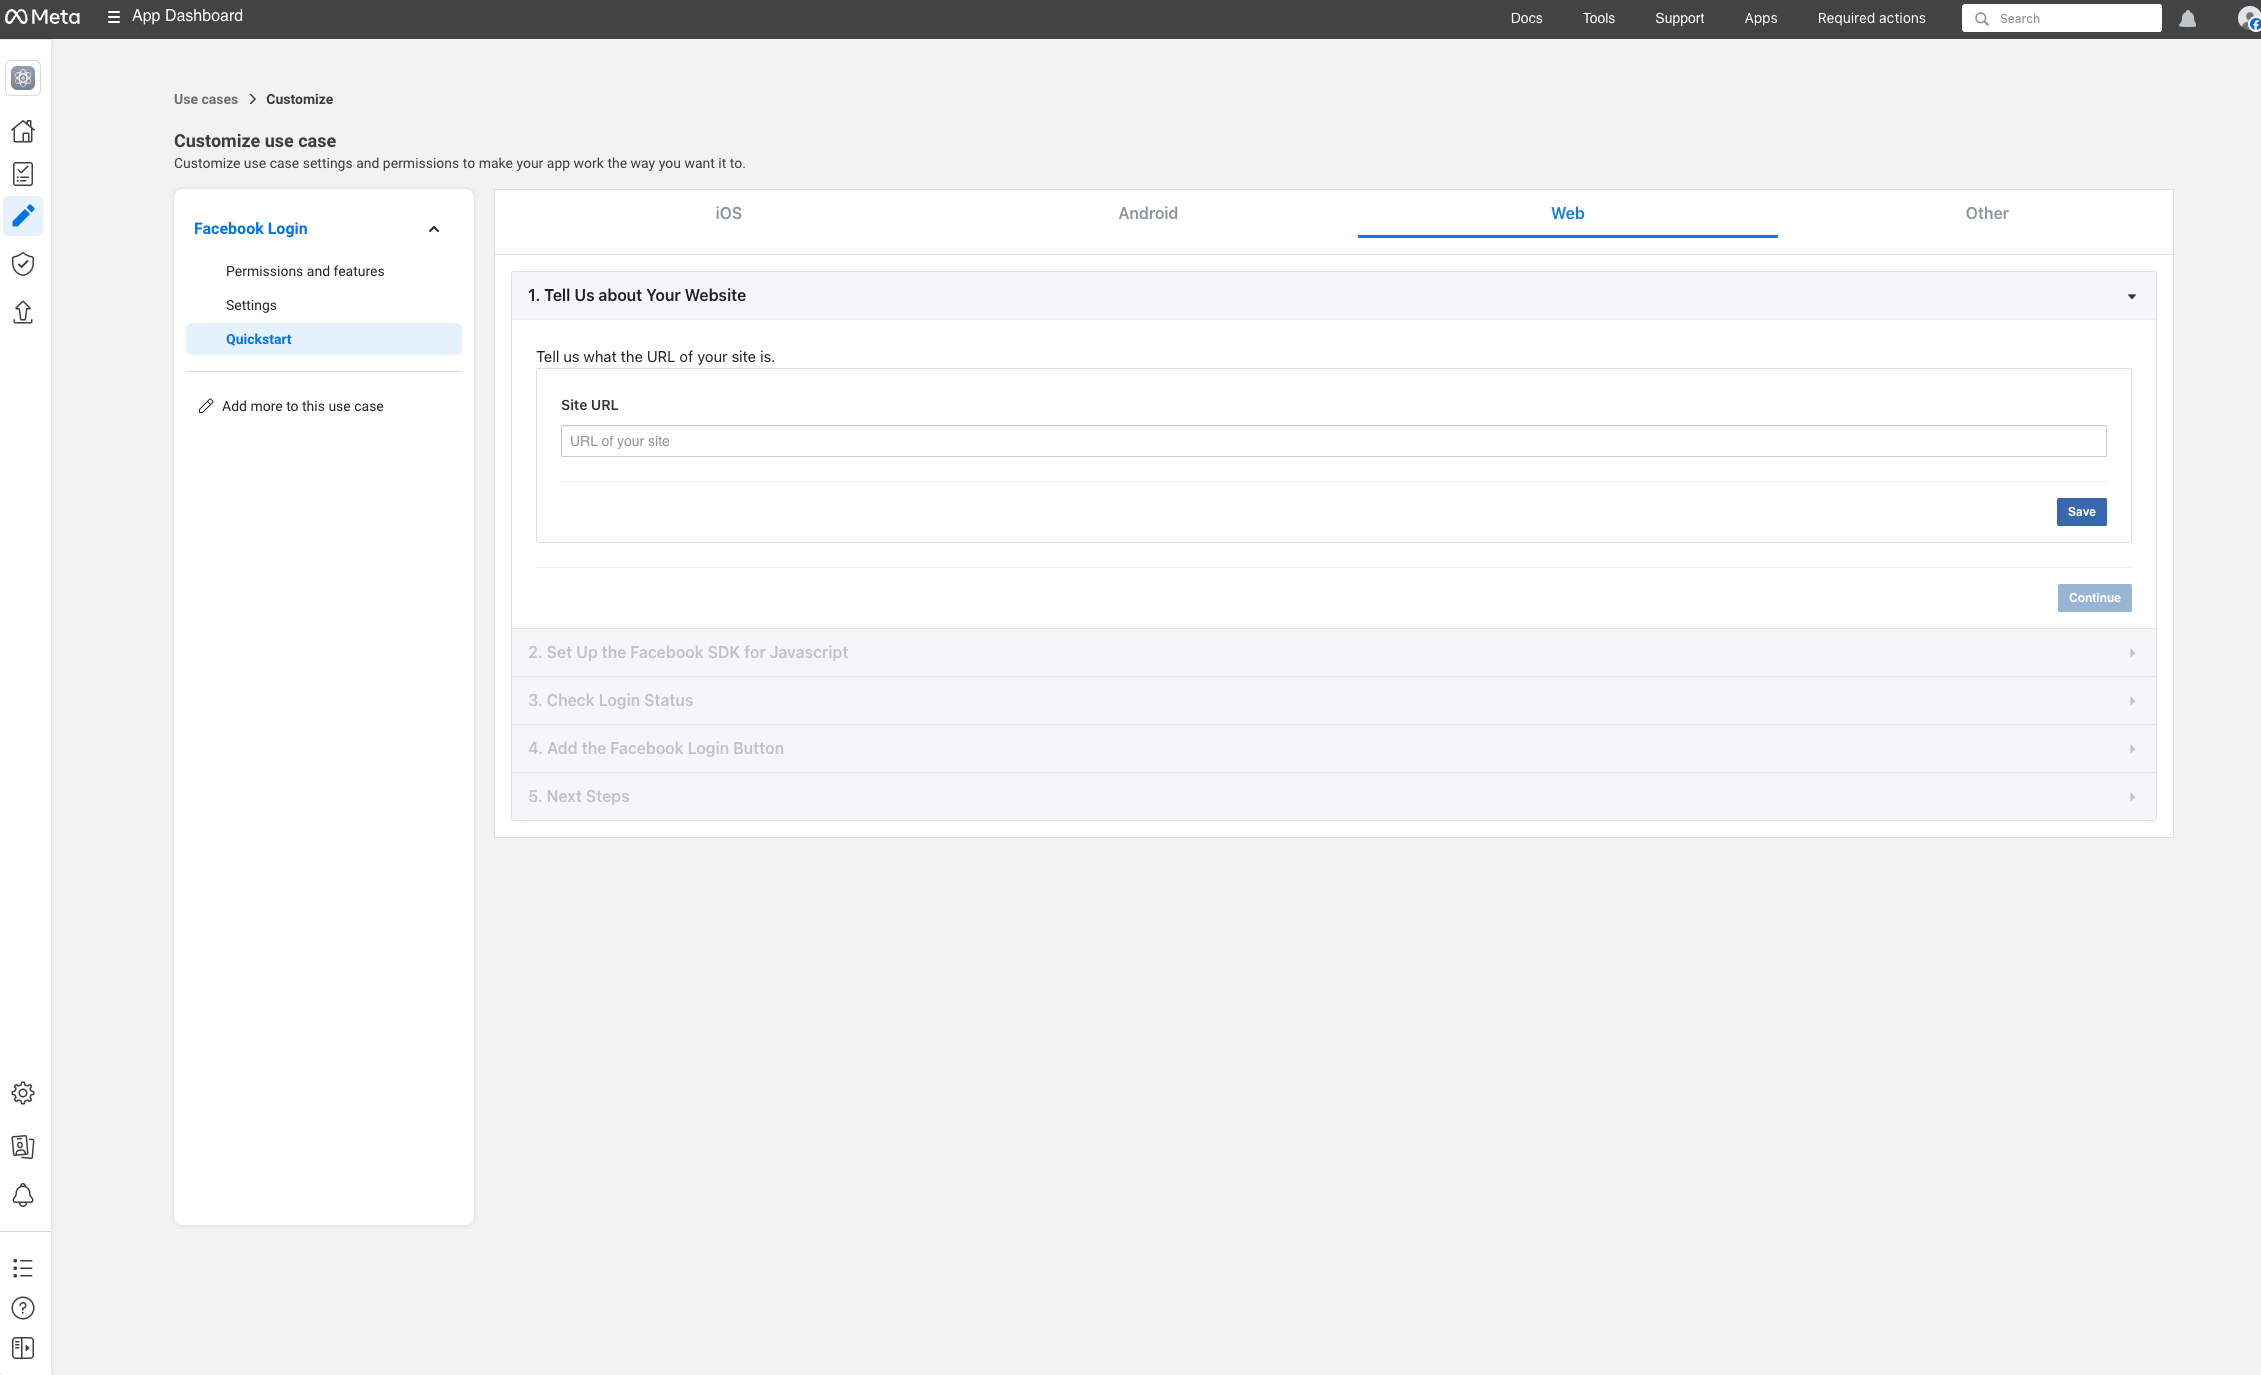 Meta
App Dashboard
Docs
Tools
Support
Apps
Required actions
Search
Use cases
Customize
Customize use case
Customize use case settings and permissions to make your app work the way you want it to.
Facebook Login
Permissions and features
Settings
Quickstart
Add more to this use case
iOS
Android
Web
Other
1. Tell Us about Your Website
Tell us what the URL of your site is.
Site URL
URL of your site
Save
Continue
2. Set Up the Facebook SDK for Javascript
3. Check Login Status
4. Add the Facebook Login Button
5. Next Steps